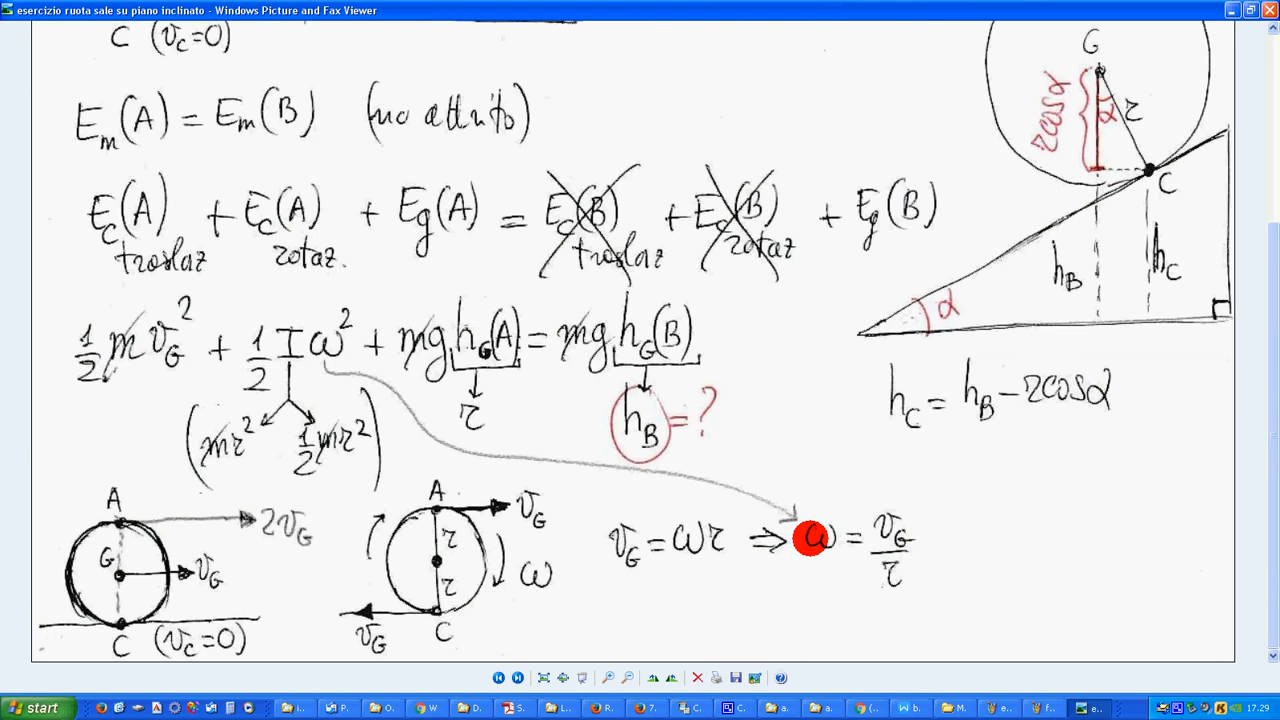 esercizio ruota sale su piano inclinato - Windows Picture and Fax Viewer
C (v_C=0)
E_m(A) = E_m(B) (no attrito)
E_C(A) traslaz + E_C(A) rotaz. + E_g(A) = E_C(B) traslaz + E_C(B) rotaz + E_g(B)
1/2 m v_G² + 1/2 I ω² + mg h_G(A) = mg h_G(B)
r
h_B = ?
(mr² 1/2 mr²)
G
r cosα
α
r
C
h_B
h_C
α
h_C = h_B - r cosα
A
2v_G
G
v_G
C (v_C=0)
A
v_G
r
r
ω
v_G
C
v_G = ωr ⇒ ω = v_G/r
start
i...
P...
O...
W
D...
S.
L...
R...
7.
C...
C.
a...
a.
(...
b.
M.
e...
f...
e...
17.29